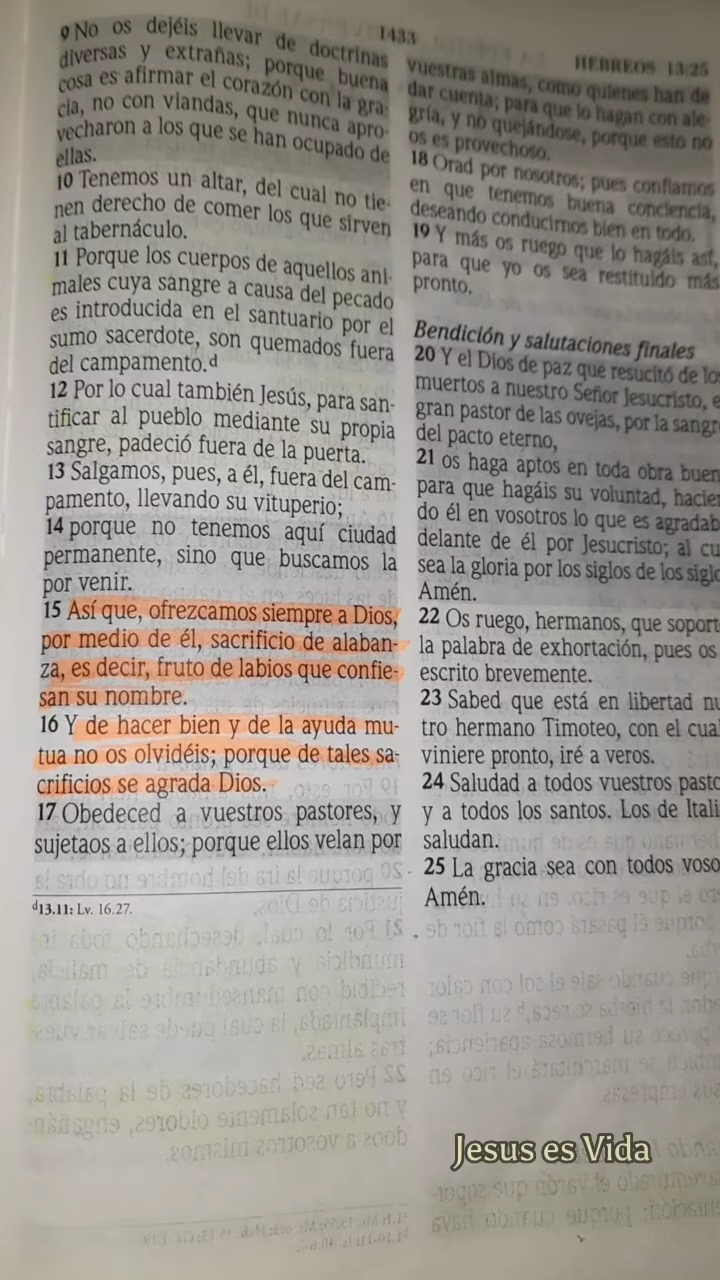 1433
HEBREOS 13:25
9 No os dejéis llevar de doctrinas
diversas y extrañas; porque buena
cosa es afirmar el corazón con la gra-
cia, no con viandas, que nunca apro-
vecharon a los que se han ocupado de
ellas.
10 Tenemos un altar, del cual no tie-
nen derecho de comer los que sirven
al tabernáculo.
11 Porque los cuerpos de aquellos ani-
males cuya sangre a causa del pecado
es introducida en el santuario por el
sumo sacerdote, son quemados fuera
del campamento.d
12 Por lo cual también Jesús, para san-
tificar al pueblo mediante su propia
sangre, padeció fuera de la puerta.
13 Salgamos, pues, a él, fuera del cam-
pamento, llevando su vituperio;
14 porque no tenemos aquí ciudad
permanente, sino que buscamos la
por venir.
15 Así que, ofrezcamos siempre a Dios,
por medio de él, sacrificio de alaban-
za, es decir, fruto de labios que confie-
san su nombre.
16 Y de hacer bien y de la ayuda mu-
tua no os olvidéis; porque de tales sa-
crificios se agrada Dios.
17 Obedeced a vuestros pastores, y
sujetaos a ellos; porque ellos velan por
d13.11: Lv. 16.27.
vuestras almas, como quienes han de
dar cuenta; para que lo hagan con ale-
gría, y no quejándose, porque esto no
os es provechoso.
18 Orad por nosotros; pues confiamos
en que tenemos buena conciencia,
deseando conducirnos bien en todo.
19 Y más os ruego que lo hagáis así,
para que yo os sea restituido más
pronto.
Bendición y salutaciones finales
20 Y el Dios de paz que resucitó de lo
muertos a nuestro Señor Jesucristo, e
gran pastor de las ovejas, por la sangr
del pacto eterno,
21 os haga aptos en toda obra buen
para que hagáis su voluntad, hacien
do él en vosotros lo que es agradab
delante de él por Jesucristo; al cu
sea la gloria por los siglos de los siglo
Amén.
22 Os ruego, hermanos, que soport
la palabra de exhortación, pues os
escrito brevemente.
23 Sabed que está en libertad nu
tro hermano Timoteo, con el cual
viniere pronto, iré a veros.
24 Saludad a todos vuestros pasto
y a todos los santos. Los de Itali
saludan.
25 La gracia sea con todos voso
Amén.
Jesus es Vida